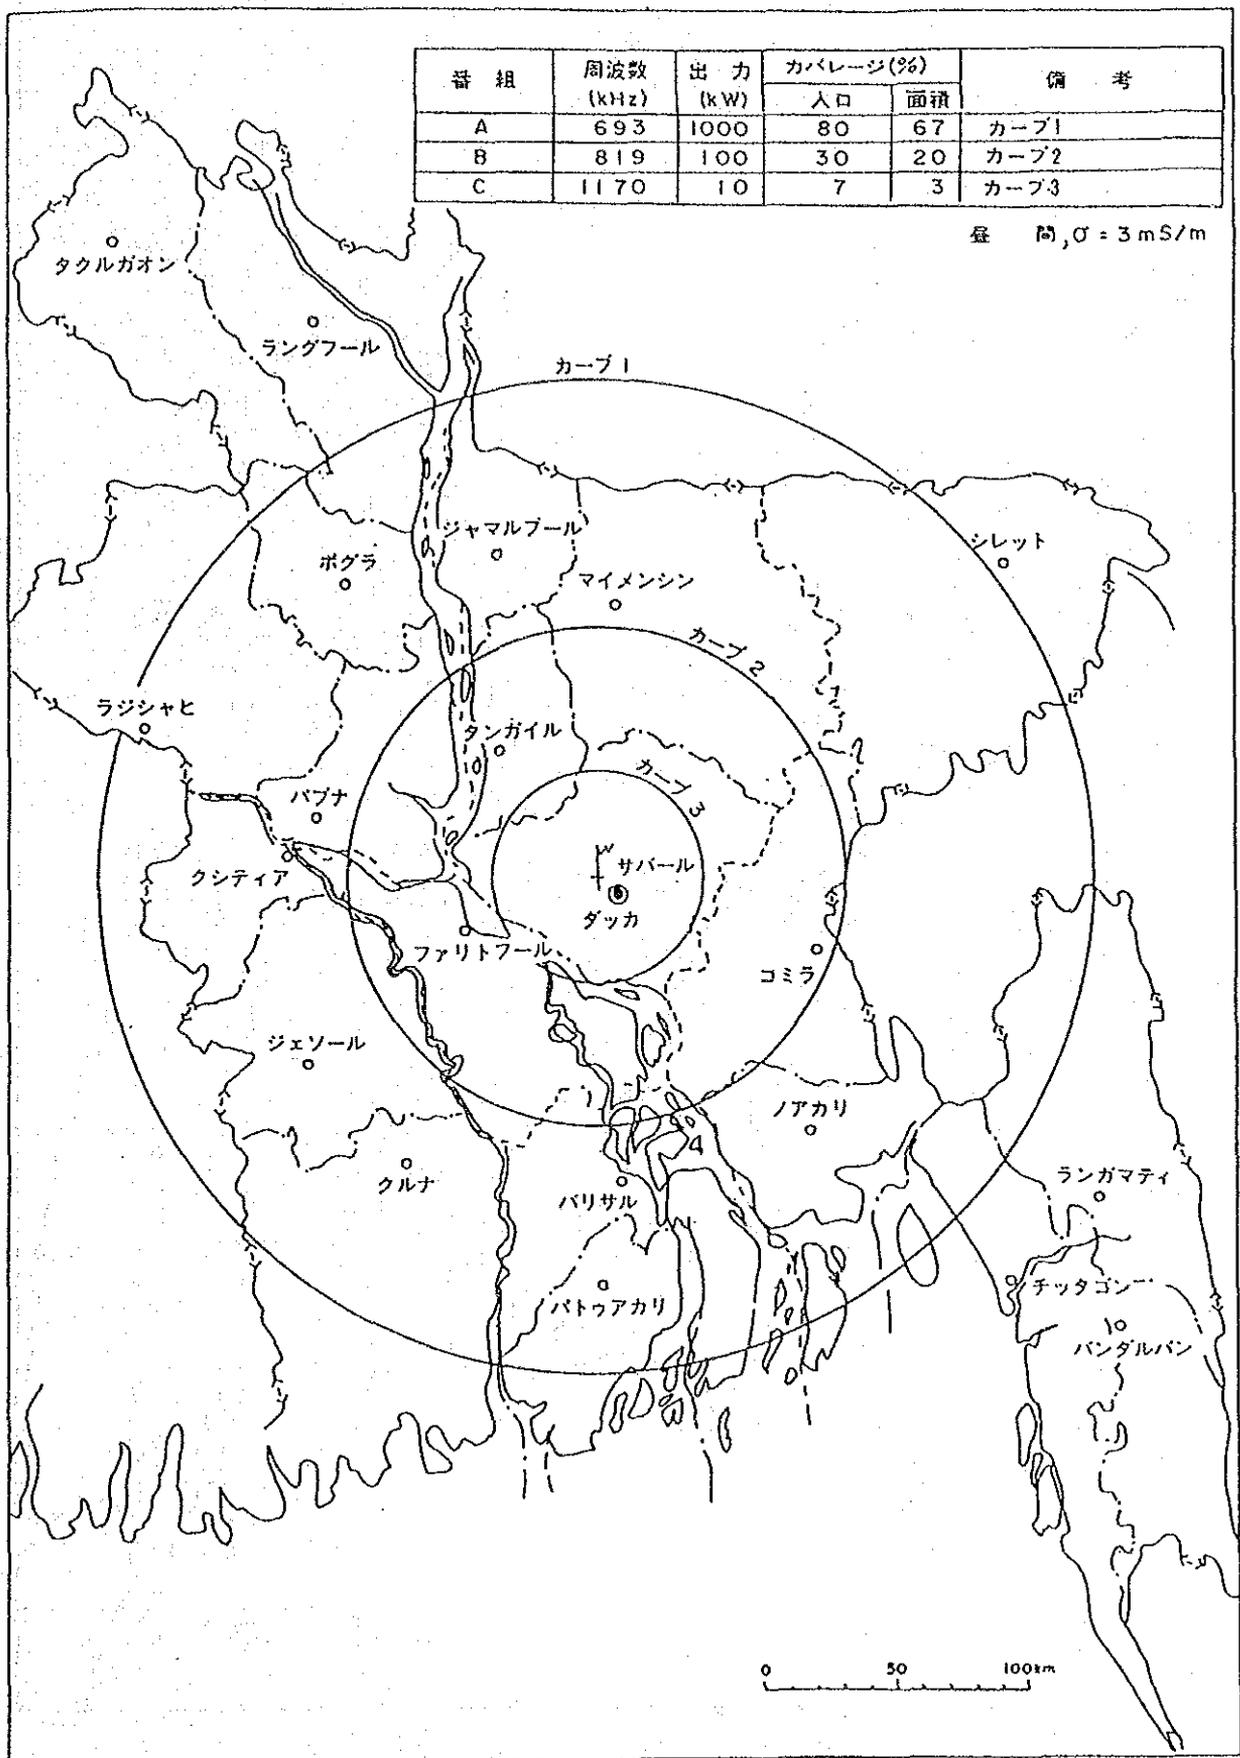 番組 周波数 (kHz) 出力 (kW) カバレージ(%) 備考
人口 面積
A 693 1000 80 67 カーブ1
B 819 100 30 20 カーブ2
C 1170 10 7 3 カーブ3
昼間,σ=3mS/m
タクルガオン
ラングフール
カーブ1
ジャマルプール
シレット
ボグラ
マイメンシン
カーブ2
ラジシャヒ
タンガイル
カーブ3
パブナ
サバール
クシティア
ダッカ
ファリトフール
コミラ
ジェソール
ノアカリ
クルナ
ランガマティ
バリサル
チッタゴン
パトゥアカリ
バンダルバン
0 50 100km